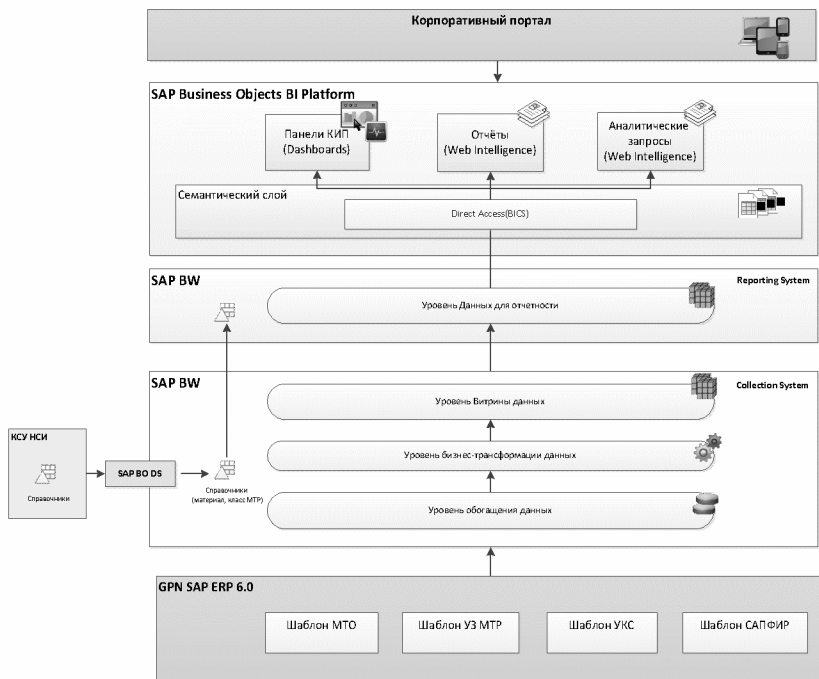 Корпоративный портал
SAP Business Objects BI Platform
Панели КИП
(Dashboards)
Отчёты
(Web Intelligence)
Аналитические
запросы
(Web Intelligence)
Семантический слой
Direct Access(BICS)
SAP BW
Reporting System
Уровень Данных для отчетности
SAP BW
Collection System
Уровень Витрины данных
КСУ НСИ
Справочники
SAP BO DS
Справочники
(материал, класс МТР)
Уровень бизнес-трансформации данных
Уровень обогащения данных
GPN SAP ERP 6.0
Шаблон МТО
Шаблон УЗ МТР
Шаблон УКС
Шаблон САПФИР